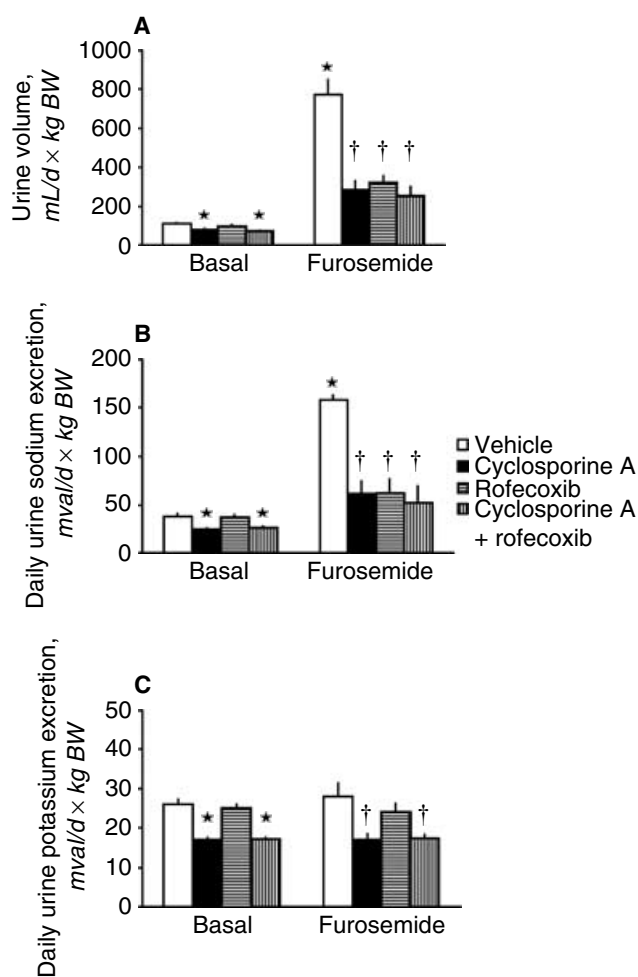 A
Urine volume,
mL/d × kg BW
1000
800
600
400
200
0
★
★
★
†
†
†
Basal
Furosemide
B
Daily urine sodium excretion,
mval/d × kg BW
200
150
100
50
0
★
★
★
†
†
†
Basal
Furosemide
Vehicle
Cyclosporine A
Rofecoxib
Cyclosporine A
+ rofecoxib
C
Daily urine potassium excretion,
mval/d × kg BW
50
40
30
20
10
0
★
★
†
†
Basal
Furosemide